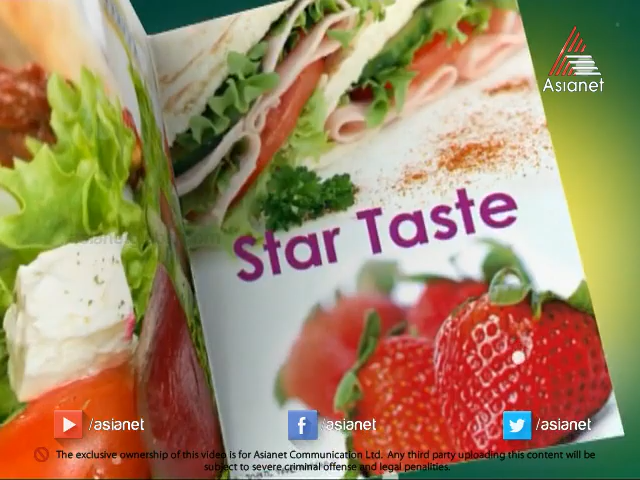 Asianet
Star Taste
/asianet
/asianet
/asianet
The exclusive ownership of this video is for Asianet Communication Ltd. Any third party uploading this content will be
subject to severe criminal offense and legal penalities.